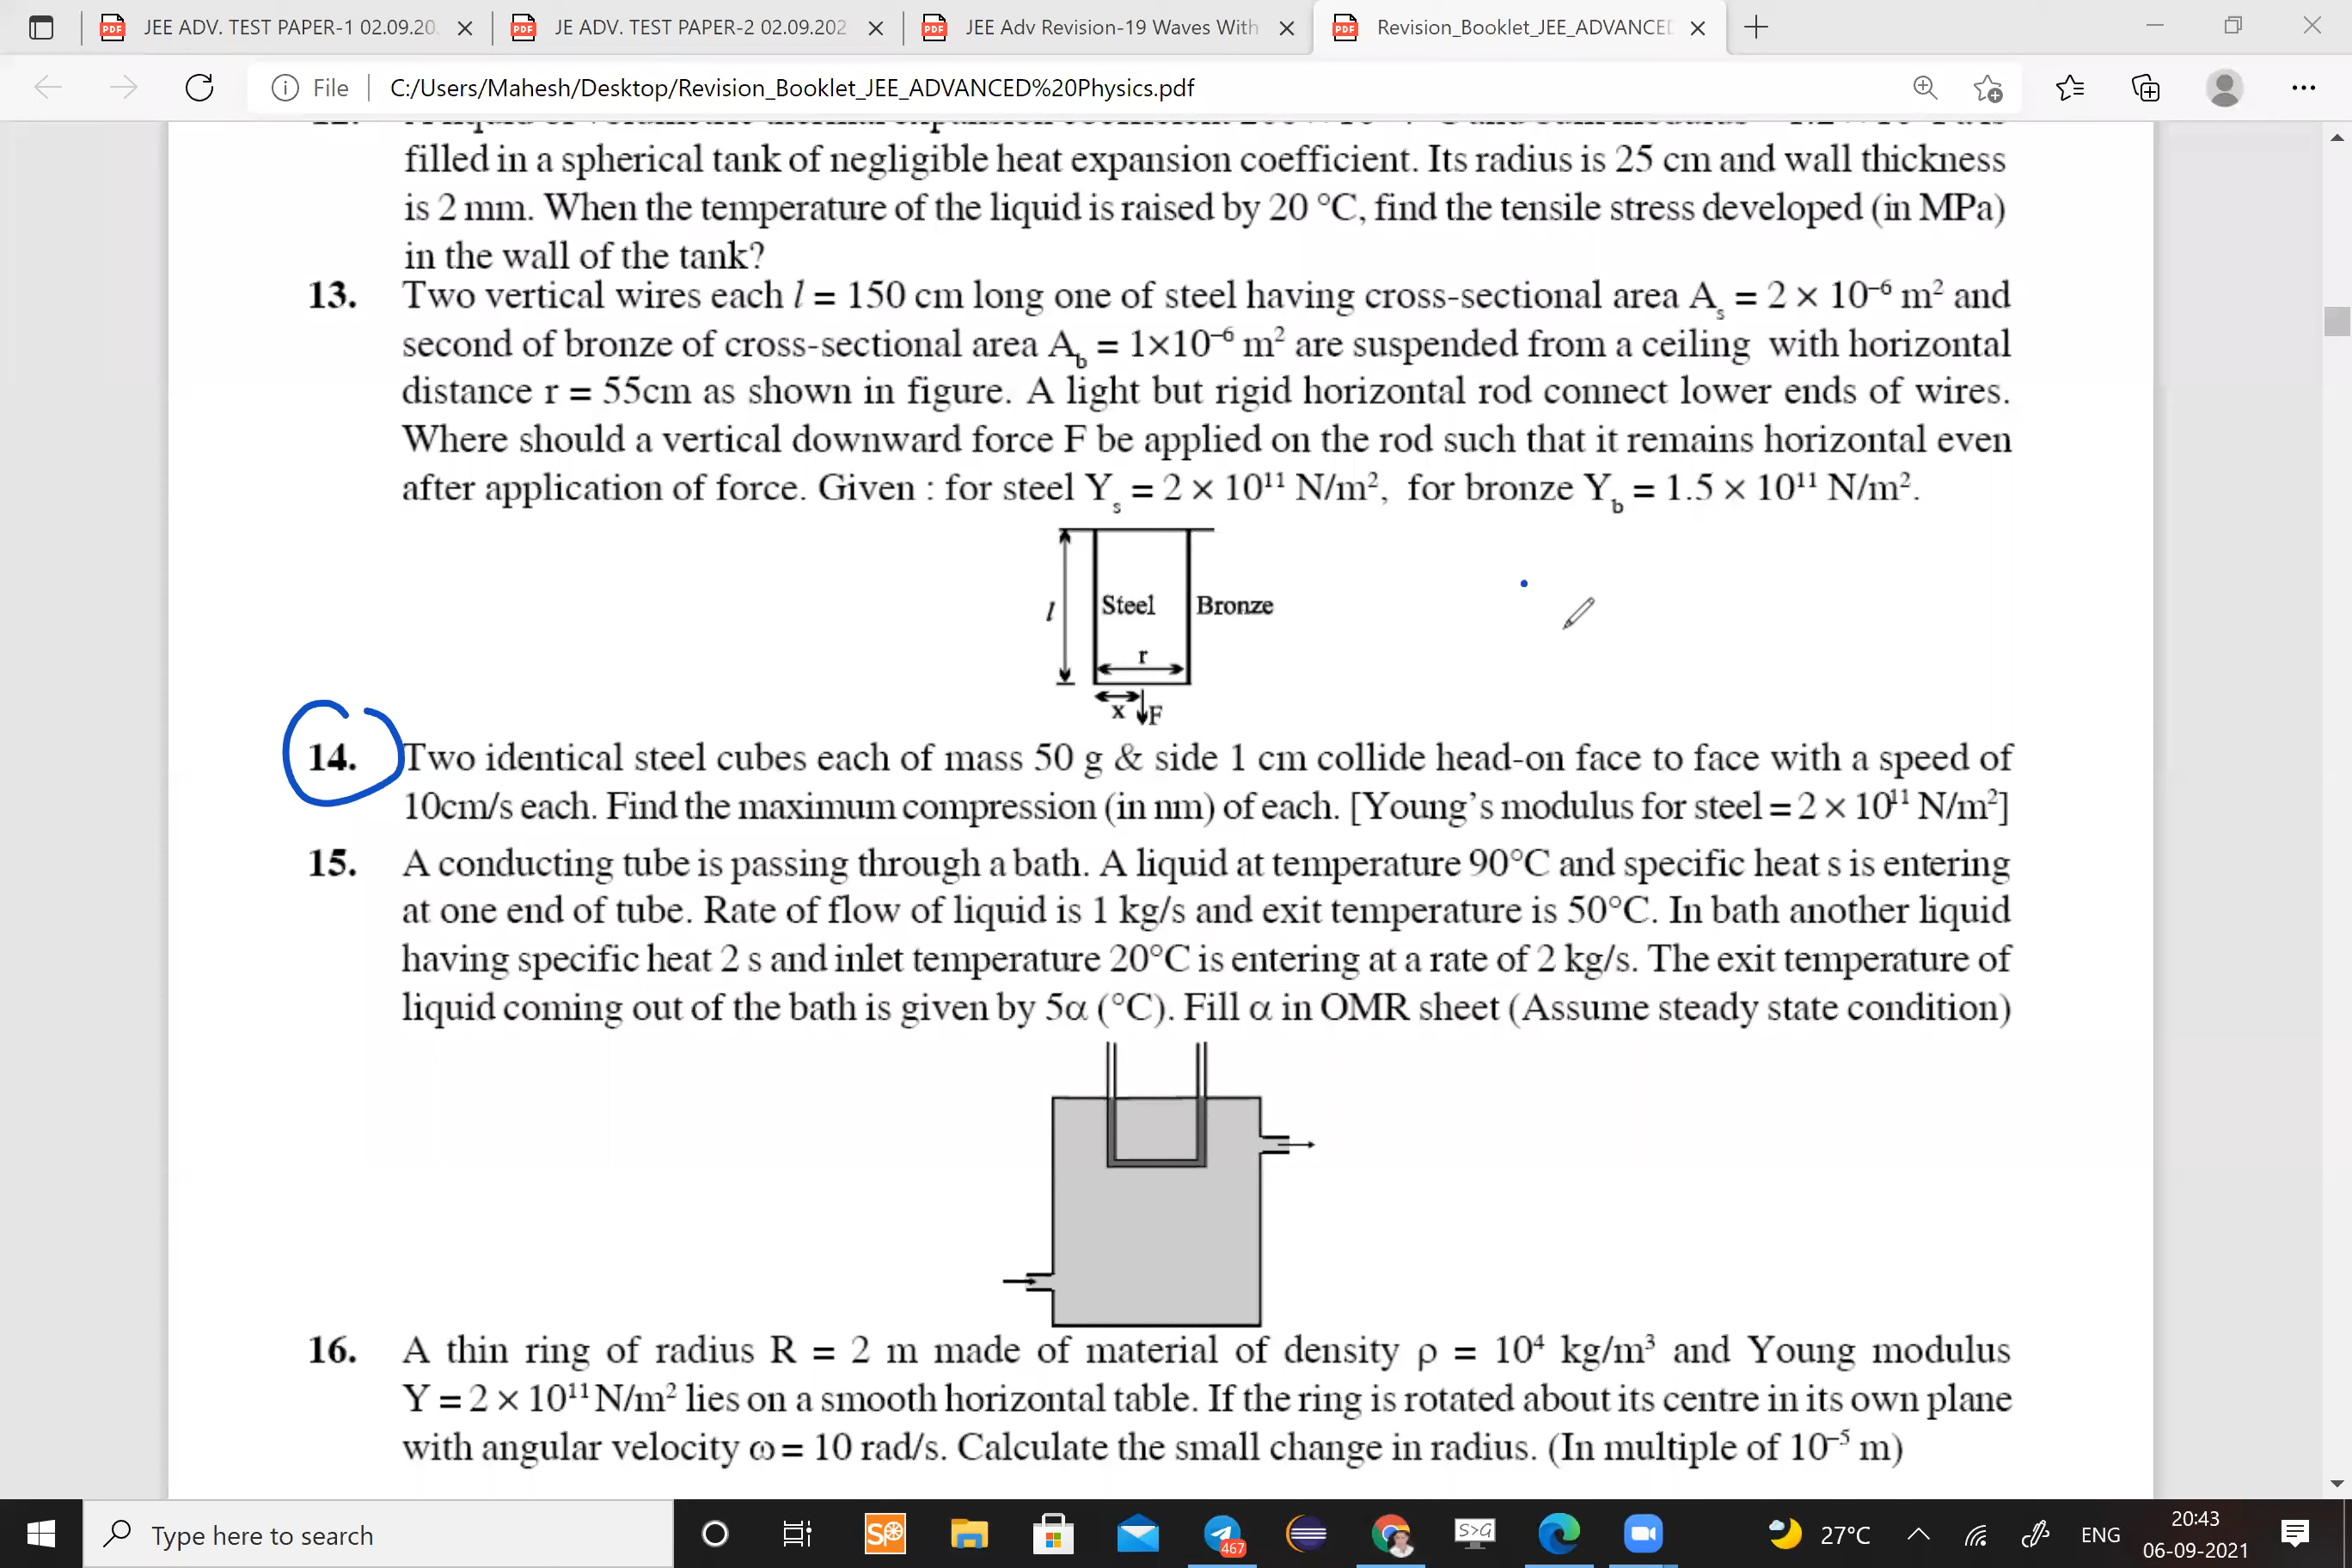 JEE ADV. TEST PAPER-1 02.09.20
JE ADV. TEST PAPER-2 02.09.202
JEE Adv Revision-19 Waves With
Revision_Booklet_JEE_ADVANCED
File
C:/Users/Mahesh/Desktop/Revision_Booklet_JEE_ADVANCED%20Physics.pdf
filled in a spherical tank of negligible heat expansion coefficient. Its radius is 25 cm and wall thickness
is 2 mm. When the temperature of the liquid is raised by 20 °C, find the tensile stress developed (in MPa)
in the wall of the tank?
13. Two vertical wires each l = 150 cm long one of steel having cross-sectional area Aₛ = 2 × 10⁻⁶ m² and
second of bronze of cross-sectional area A_b = 1×10⁻⁶ m² are suspended from a ceiling with horizontal
distance r = 55cm as shown in figure. A light but rigid horizontal rod connect lower ends of wires.
Where should a vertical downward force F be applied on the rod such that it remains horizontal even
after application of force. Given : for steel Yₛ = 2 × 10¹¹ N/m², for bronze Y_b = 1.5 × 10¹¹ N/m².
l
Steel
Bronze
r
x
F
14. Two identical steel cubes each of mass 50 g & side 1 cm collide head-on face to face with a speed of
10cm/s each. Find the maximum compression (in nm) of each. [Young's modulus for steel = 2 × 10¹¹ N/m²]
15. A conducting tube is passing through a bath. A liquid at temperature 90°C and specific heat s is entering
at one end of tube. Rate of flow of liquid is 1 kg/s and exit temperature is 50°C. In bath another liquid
having specific heat 2 s and inlet temperature 20°C is entering at a rate of 2 kg/s. The exit temperature of
liquid coming out of the bath is given by 5α (°C). Fill α in OMR sheet (Assume steady state condition)
16. A thin ring of radius R = 2 m made of material of density ρ = 10⁴ kg/m³ and Young modulus
Y = 2 × 10¹¹ N/m² lies on a smooth horizontal table. If the ring is rotated about its centre in its own plane
with angular velocity ω = 10 rad/s. Calculate the small change in radius. (In multiple of 10⁻⁵ m)
Type here to search
SP
467
S>G
27°C
ENG
20:43
06-09-2021